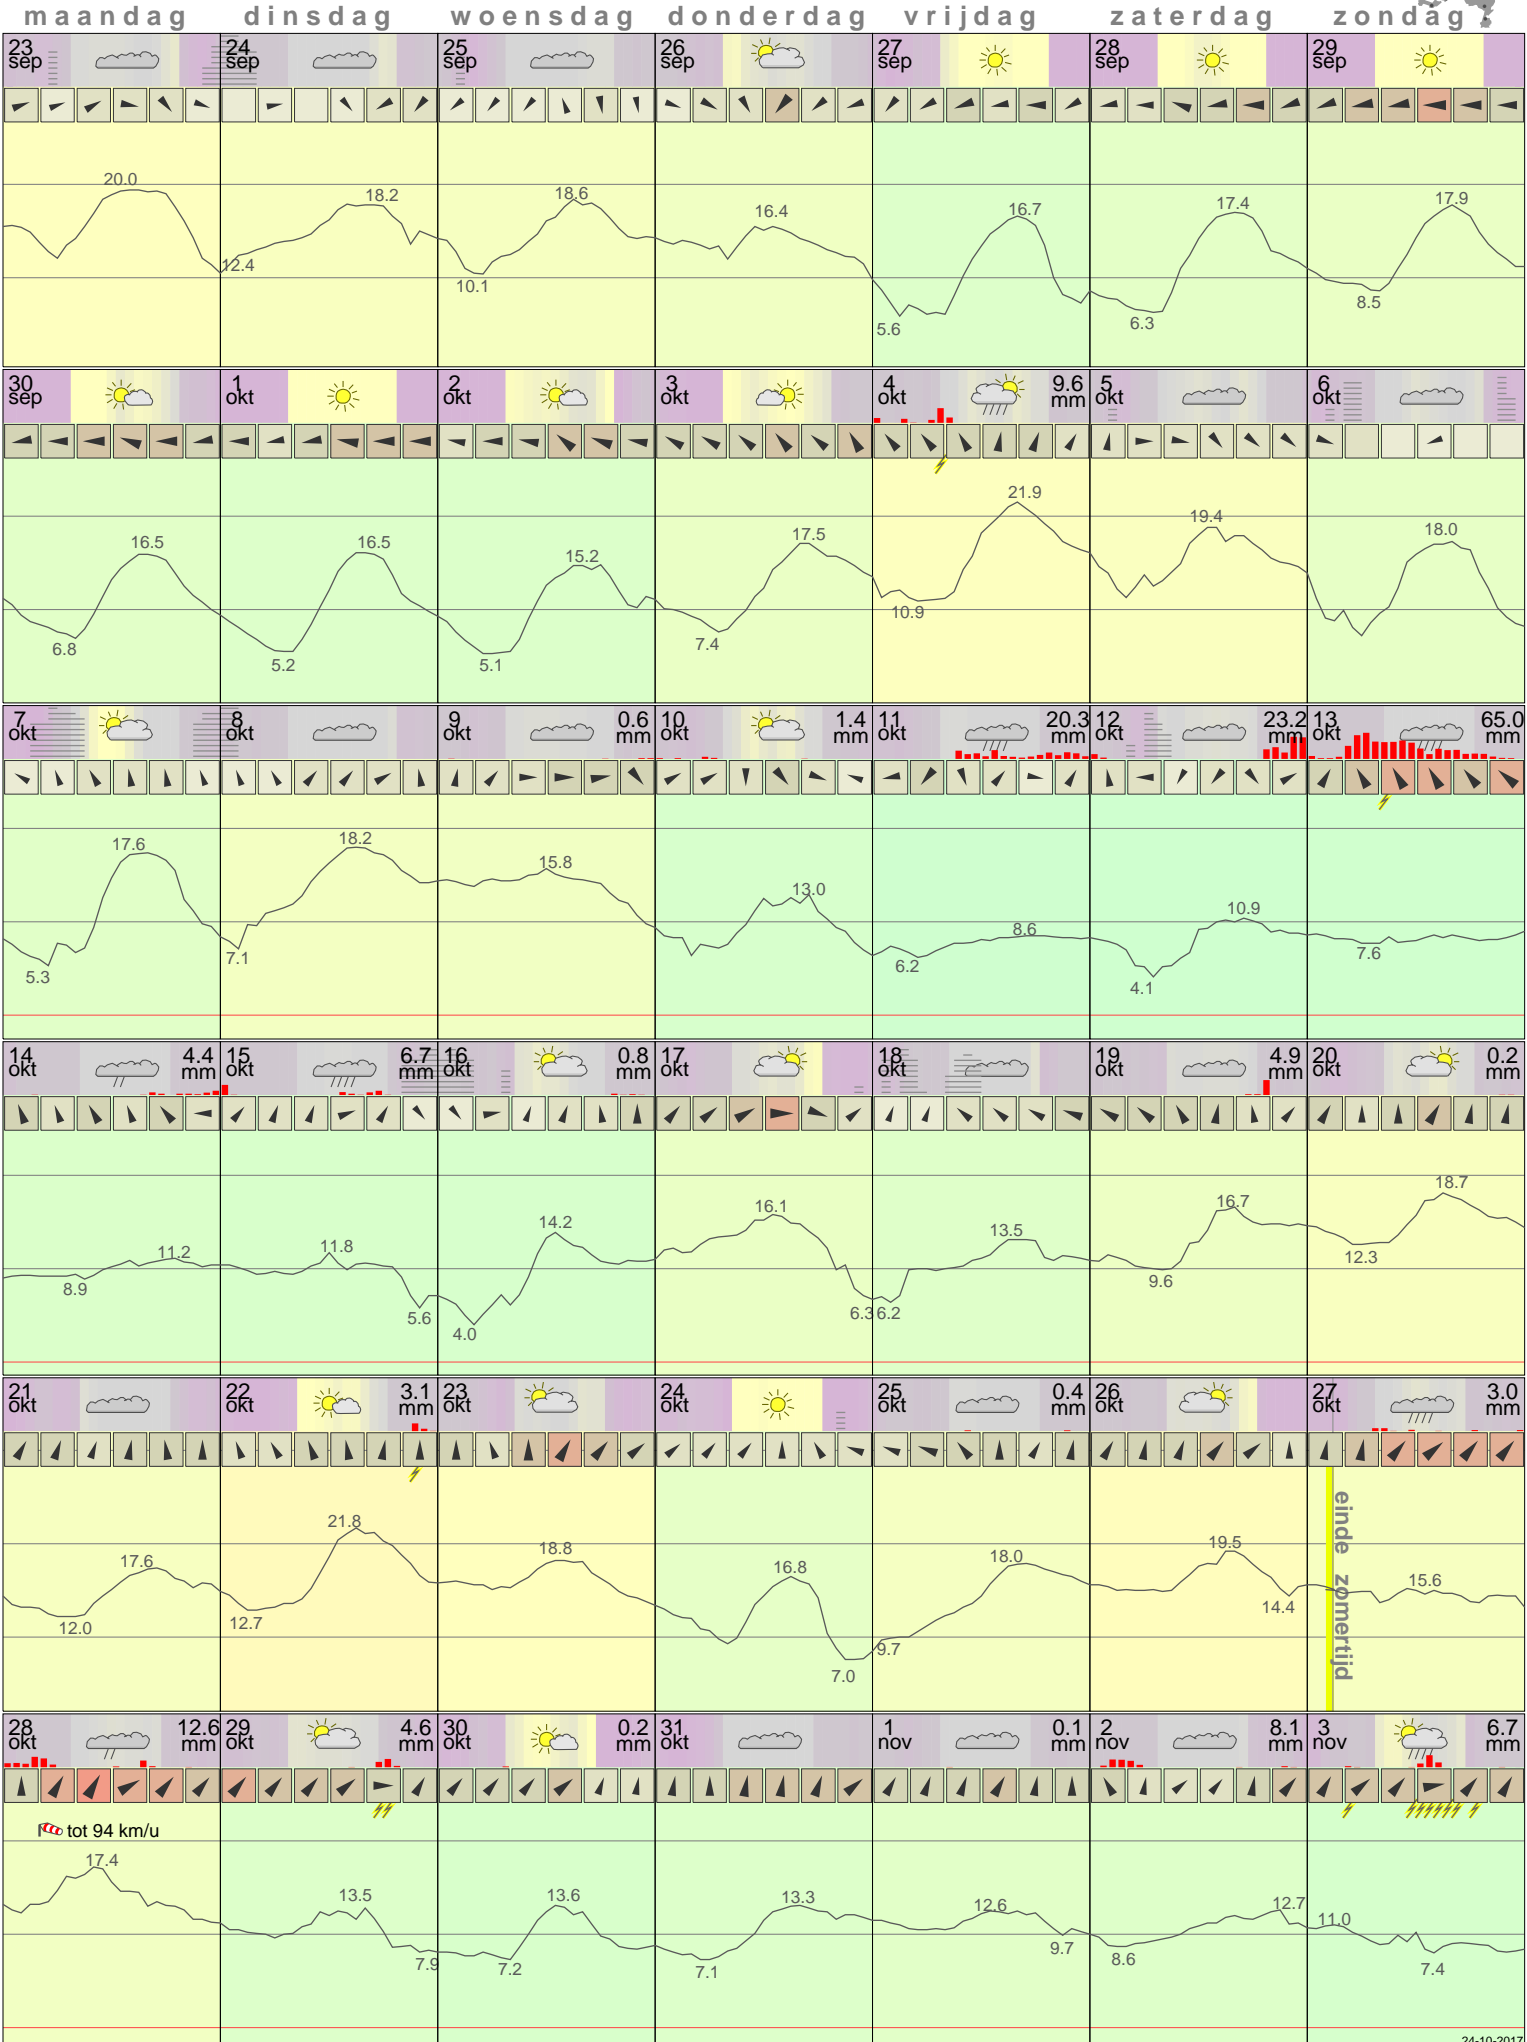 maandag dinsdag woensdag donderdag vrijdag zaterdag zondag
23 sep 24 sep 25 sep 26 sep 27 sep 28 sep 29 sep
20.0 12.4 18.2 10.1 18.6 16.4 5.6 16.7 6.3 17.4 8.5 17.9
30 sep 1 okt 2 okt 3 okt 4 okt 9.6 mm 5 okt 6 okt
6.8 16.5 5.2 16.5 5.1 15.2 7.4 17.5 10.9 21.9 19.4 18.0
7 okt 8 okt 9 okt 0.6 mm 10 okt 1.4 mm 11 okt 20.3 mm 12 okt 23.2 mm 13 okt 65.0
5.3 17.6 7.1 18.2 15.8 13.0 6.2 8.6 4.1 10.9 7.6
14 okt 4.4 mm 15 okt 6.7 mm 16 okt 0.8 mm 17 okt 18 okt 19 okt 4.9 mm 20 okt 0.2 mm
8.9 11.2 11.8 5.6 4.0 14.2 16.1 6.3 6.2 13.5 9.6 16.7 12.3 18.7
21 okt 22 okt 3.1 mm 23 okt 24 okt 25 okt 0.4 mm 26 okt 27 okt 3.0 mm
12.0 17.6 12.7 21.8 18.8 16.8 7.0 9.7 18.0 19.5 14.4 15.6
einde zomertijd
28 okt 12.6 mm 29 okt 4.6 mm 30 okt 0.2 mm 31 okt 1 nov 0.1 mm 2 nov 8.1 mm 3 nov 6.7 mm
tot 94 km/u
17.4 13.5 7.9 7.2 13.6 7.1 13.3 12.6 9.7 8.6 12.7 11.0 7.4